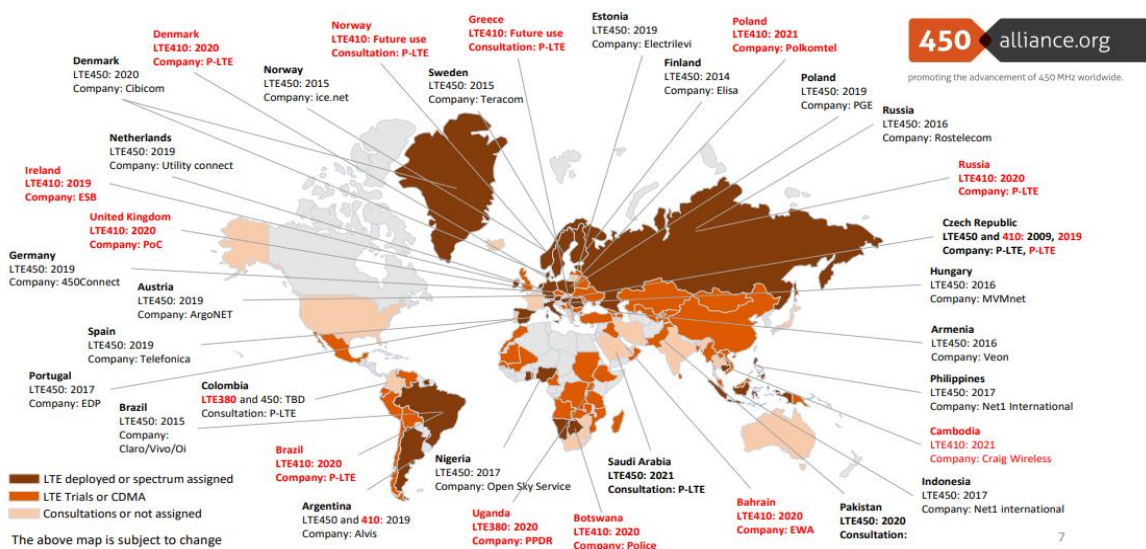 Norway
LTE410: Future use
Consultation: P-LTE
Greece
LTE410: Future use
Consultation: P-LTE
Estonia
LTE450: 2019
Company: Electrilevi
Poland
LTE410: 2021
Company: Polkomtel
450 alliance.org
promoting the advancement of 450 MHz worldwide.
Denmark
LTE410: 2020
Company: P-LTE
Denmark
LTE450: 2020
Company: Cibicom
Norway
LTE450: 2015
Company: ice.net
Sweden
LTE450: 2015
Company: Teracom
Finland
LTE450: 2014
Company: Elisa
Poland
LTE450: 2019
Company: PGE
Russia
LTE450: 2016
Company: Rostelecom
Netherlands
LTE450: 2019
Company: Utility connect
Ireland
LTE410: 2019
Company: ESB
Russia
LTE410: 2020
Company: P-LTE
United Kingdom
LTE410: 2020
Company: PoC
Czech Republic
LTE450 and 410: 2009, 2019
Company: P-LTE, P-LTE
Germany
LTE450: 2019
Company: 450Connect
Hungary
LTE450: 2016
Company: MVMnet
Austria
LTE450: 2019
Company: ArgoNET
Armenia
LTE450: 2016
Company: Veon
Spain
LTE450: 2019
Company: Telefonica
Portugal
LTE450: 2017
Company: EDP
Colombia
LTE380 and 450: TBD
Consultation: P-LTE
Philippines
LTE450: 2017
Company: Net1 International
Brazil
LTE450: 2015
Company:
Claro/Vivo/Oi
Cambodia
LTE410: 2021
Company: Craig Wireless
Brazil
LTE410: 2020
Company: P-LTE
Nigeria
LTE450: 2017
Company: Open Sky Service
Saudi Arabia
LTE450: 2021
Consultation: P-LTE
Indonesia
LTE450: 2017
Company: Net1 international
LTE deployed or spectrum assigned
LTE Trials or CDMA
Consultations or not assigned
Argentina
LTE450 and 410: 2019
Company: Alvis
Uganda
LTE380: 2020
Company: PPDR
Botswana
LTE410: 2020
Company: Police
Bahrain
LTE410: 2020
Company: EWA
Pakistan
LTE450: 2020
Consultation:
The above map is subject to change
7